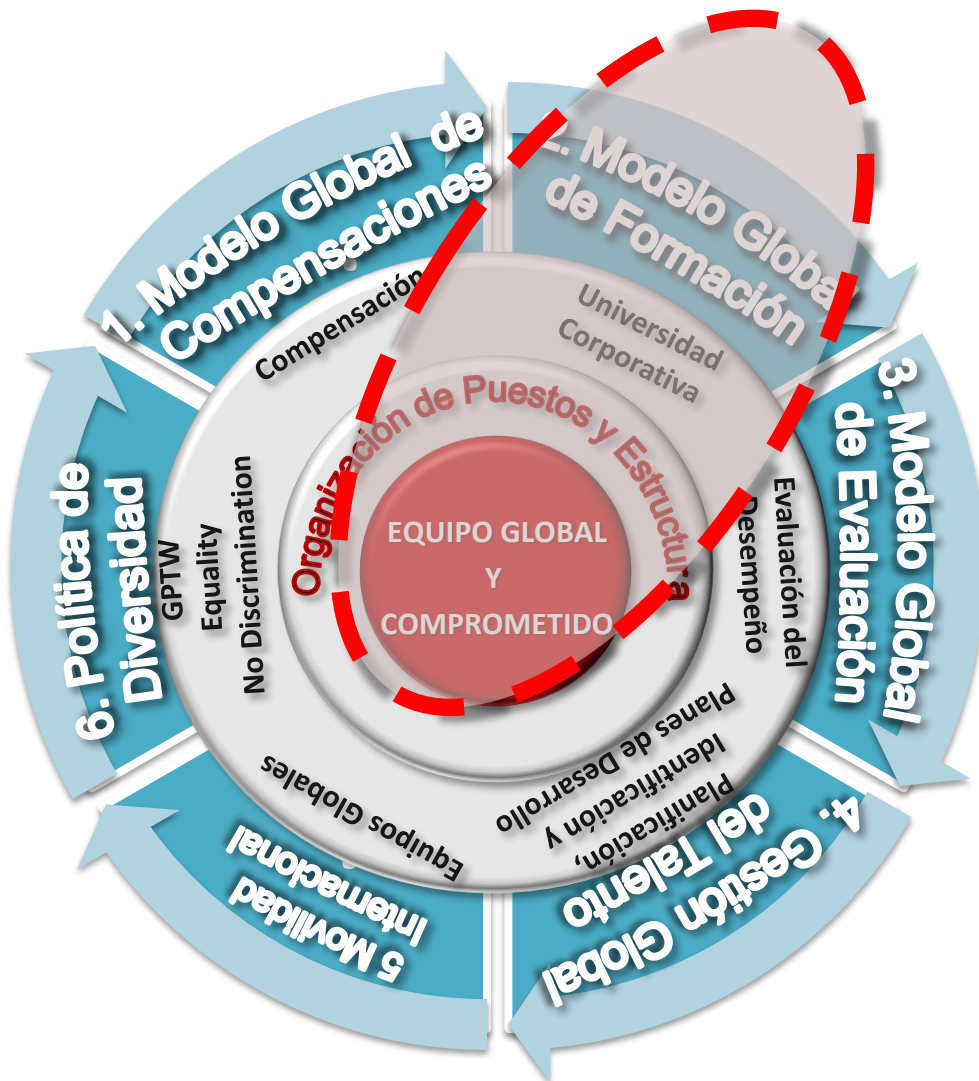 1. Modelo Global de
Compensaciones
2. Modelo Global
de Formación
3. Modelo Global
de Evaluación
4. Gestión Global
del Talento
5 Movilidad
Internacional
6. Política de
Diversidad
Compensación
Universidad
Corporativa
Evaluación del
Desempeño
Planificación,
Identificación y
Planes de Desarrollo
Equipos Globales
GPTW
Equality
No Discrimination
Organización de Puestos y Estructura
EQUIPO GLOBAL
Y
COMPROMETIDO